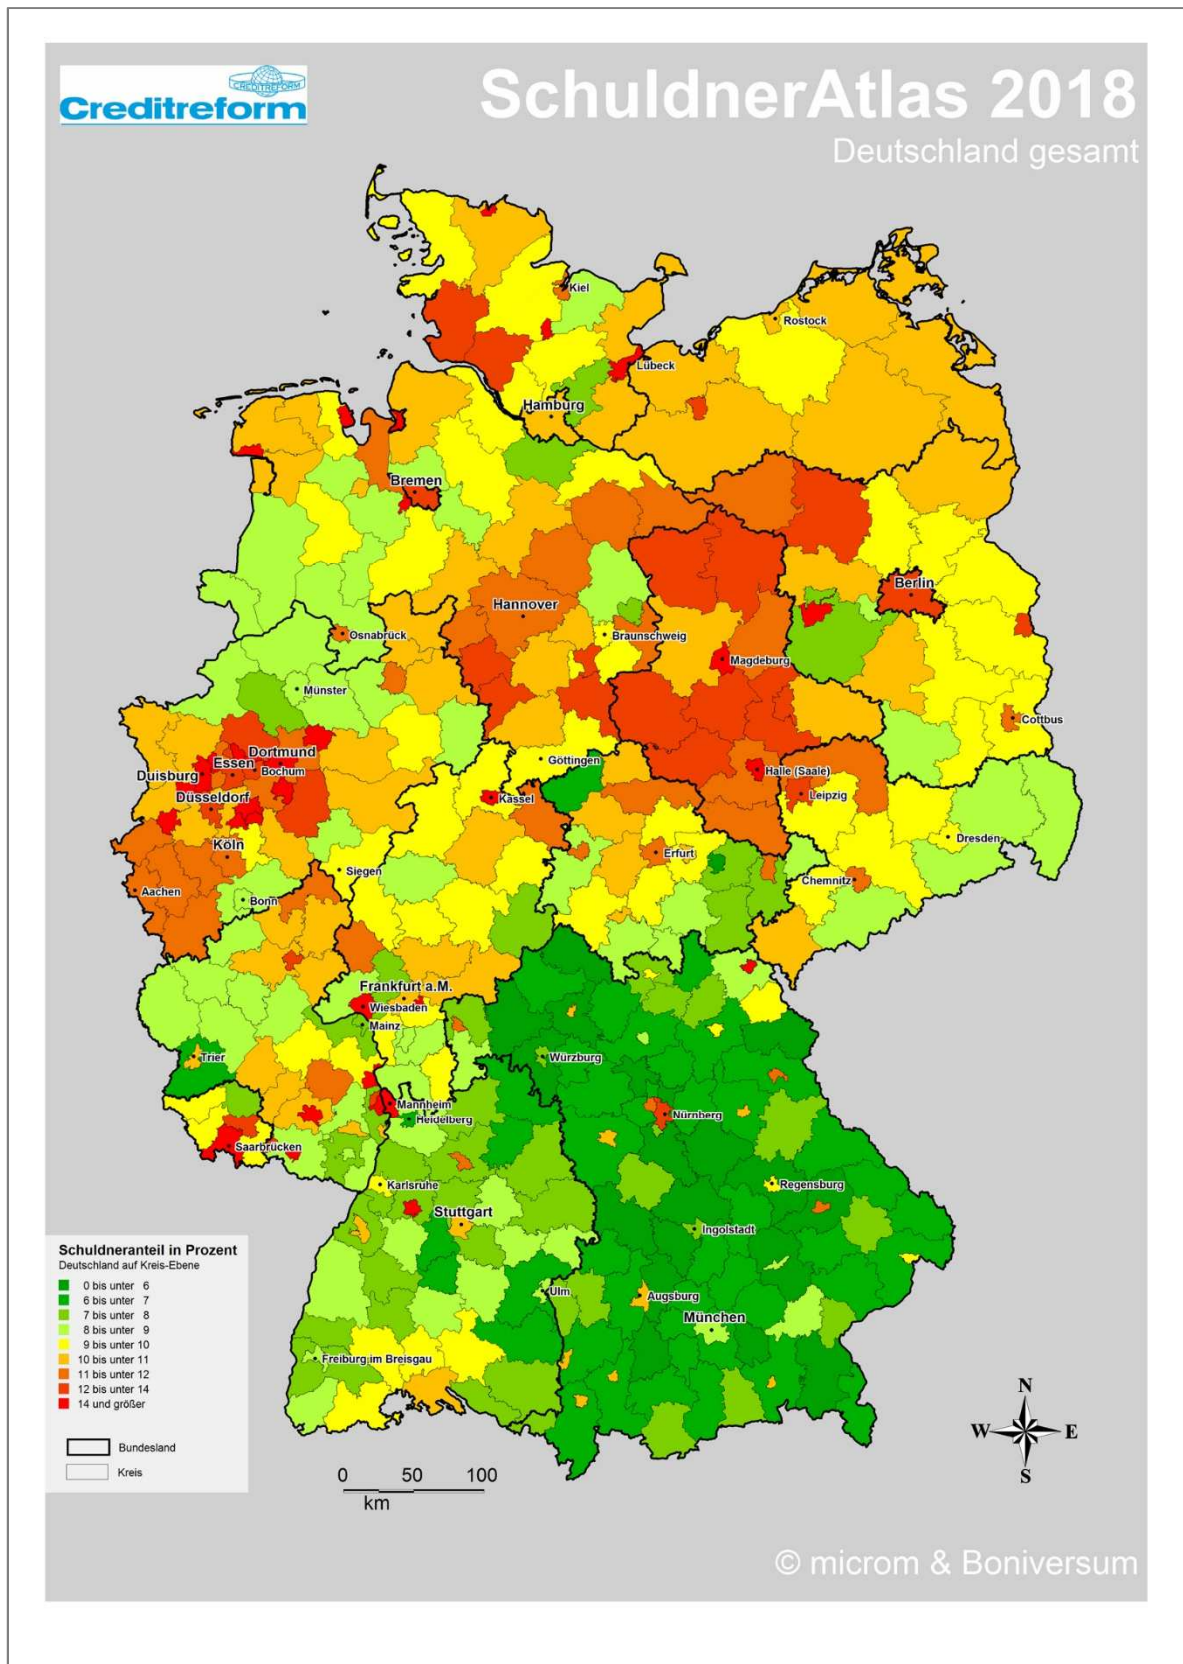 CREDITREFORM
Creditreform
SchuldnerAtlas 2018
Deutschland gesamt
Kiel
Rostock
Lübeck
Hamburg
Bremen
Berlin
Hannover
Osnabrück
Braunschweig
Magdeburg
Münster
Cottbus
Dortmund
Essen
Bochum
Duisburg
Göttingen
Halle (Saale)
Düsseldorf
Kassel
Leipzig
Köln
Dresden
Erfurt
Siegen
Chemnitz
Aachen
Bonn
Frankfurt a.M.
Wiesbaden
Mainz
Trier
Würzburg
Mannheim
Nürnberg
Heidelberg
Saarbrücken
Karlsruhe
Regensburg
Stuttgart
Ingolstadt
Ulm
Augsburg
München
Freiburg im Breisgau
Schuldneranteil in Prozent
Deutschland auf Kreis-Ebene
0 bis unter 6
6 bis unter 7
7 bis unter 8
8 bis unter 9
9 bis unter 10
10 bis unter 11
11 bis unter 12
12 bis unter 14
14 und größer
Bundesland
Kreis
0 50 100
km
N
W E
S
© microm & Boniversum